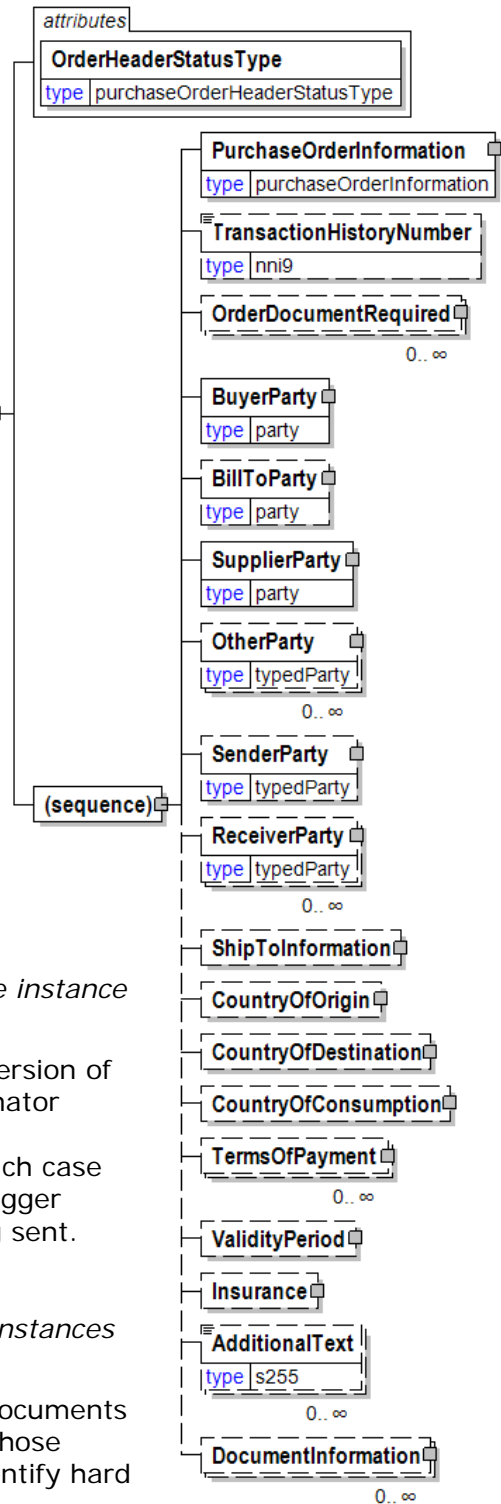 attributes
OrderHeaderStatusType
type purchaseOrderHeaderStatusType
PurchaseOrderInformation
type purchaseOrderInformation
TransactionHistoryNumber
type nni9
OrderDocumentRequired
0.. ∞
BuyerParty
type party
BillToParty
type party
SupplierParty
type party
OtherParty
type typedParty
0.. ∞
SenderParty
type typedParty
(sequence)
ReceiverParty
type typedParty
0.. ∞
ShipToInformation
CountryOfOrigin
CountryOfDestination
CountryOfConsumption
TermsOfPayment
0.. ∞
ValidityPeriod
Insurance
AdditionalText
type s255
0.. ∞
DocumentInformation
0.. ∞
e instance
ersion of
nator
ch case
gger
sent.
nstances
ocuments
hose
ntify hard